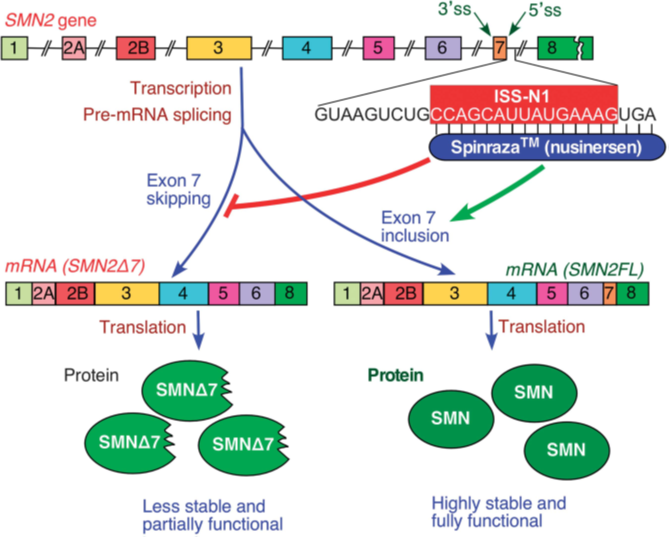 SMN2 gene
3'ss
5'ss
1 2A 2B 3 4 5 6 7 8
Transcription
Pre-mRNA splicing
ISS-N1
GUAAGUCUGCCAGCAUUAUGAAAGUGA
Spinraza™ (nusinersen)
Exon 7
skipping
Exon 7
inclusion
mRNA (SMN2Δ7)
1 2A 2B 3 4 5 6 8
Translation
Protein
SMNΔ7
SMNΔ7
SMNΔ7
Less stable and
partially functional
mRNA (SMN2FL)
1 2A 2B 3 4 5 6 7 8
Translation
Protein
SMN
SMN
SMN
Highly stable and
fully functional